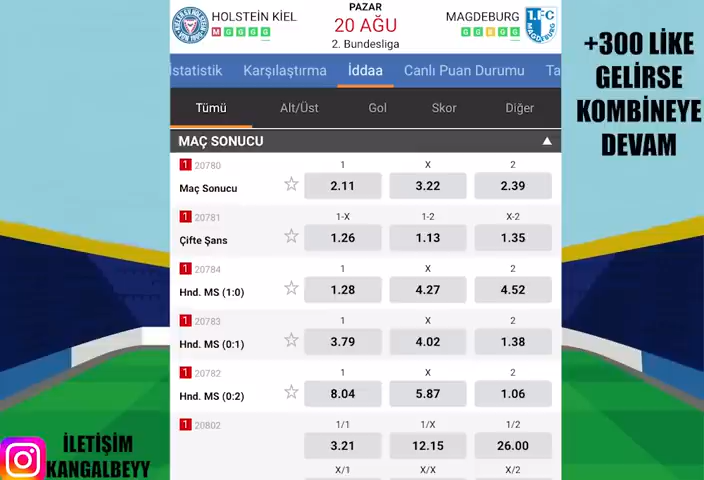 HOLSTEIN KIEL
M G G G G
PAZAR
20 AĞU
2. Bundesliga
MAGDEBURG
G G B G G
1.FC
+300 LİKE
GELİRSE
KOMBİNEYE
DEVAM
İstatistik Karşılaştırma İddaa Canlı Puan Durumu Ta
Tümü Alt/Üst Gol Skor Diğer
MAÇ SONUCU
1 20780 1 X 2
Maç Sonucu 2.11 3.22 2.39
1 20781 1-X 1-2 X-2
Çifte Şans 1.26 1.13 1.35
1 20784 1 X 2
Hnd. MS (1:0) 1.28 4.27 4.52
1 20783 1 X 2
Hnd. MS (0:1) 3.79 4.02 1.38
1 20782 1 X 2
Hnd. MS (0:2) 8.04 5.87 1.06
1 20802 1/1 1/X 1/2
3.21 12.15 26.00
X/1 X/X X/2
İLETİŞİM
KANGALBEYY